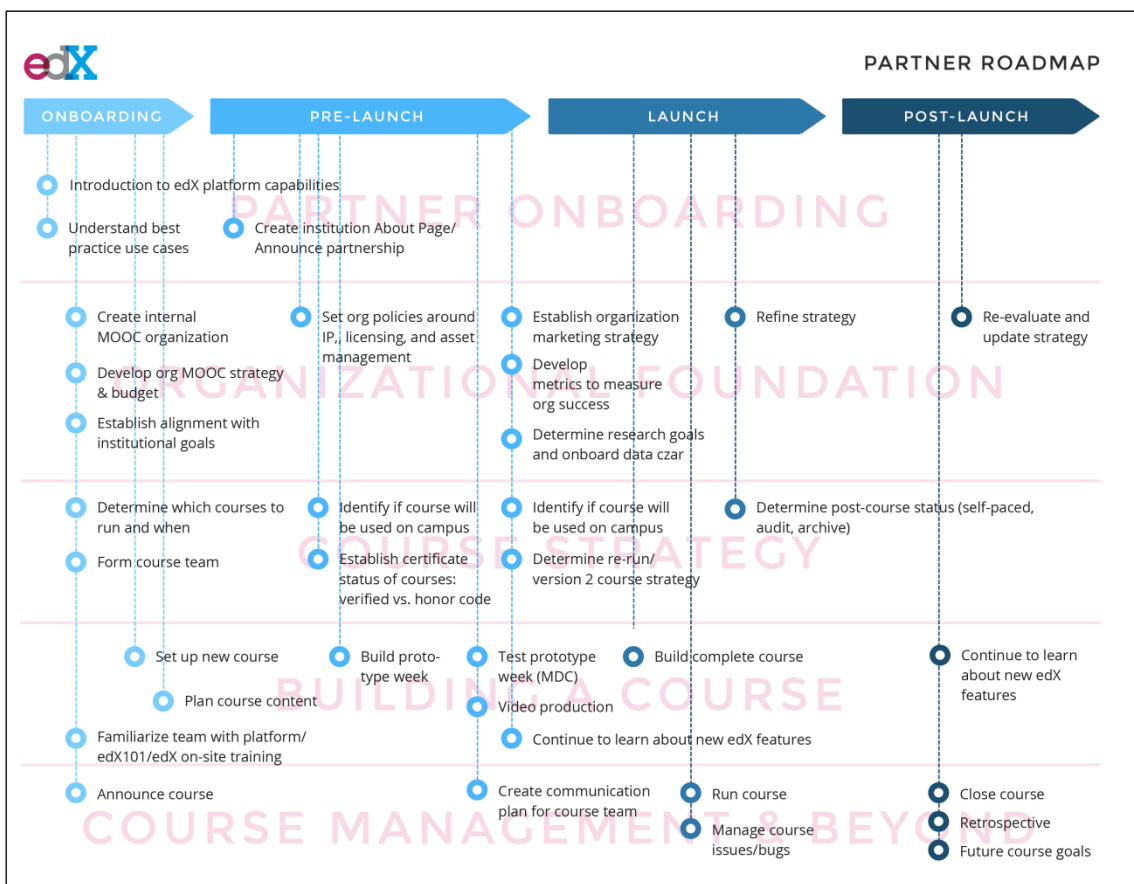 edX
PARTNER ROADMAP
ONBOARDING
PRE-LAUNCH
LAUNCH
POST-LAUNCH
PARTNER ONBOARDING
Introduction to edX platform capabilities
Understand best
practice use cases
Create institution About Page/
Announce partnership
ORGANIZATIONAL FOUNDATION
Create internal
MOOC organization
Develop org MOOC strategy
& budget
Establish alignment with
institutional goals
Set org policies around
IP,, licensing, and asset
management
Establish organization
marketing strategy
Develop
metrics to measure
org success
Determine research goals
and onboard data czar
Refine strategy
Re-evaluate and
update strategy
COURSE STRATEGY
Determine which courses to
run and when
Form course team
Identify if course will
be used on campus
Establish certificate
status of courses:
verified vs. honor code
Identify if course will
be used on campus
Determine re-run/
version 2 course strategy
Determine post-course status (self-paced,
audit, archive)
BUILDING A COURSE
Set up new course
Plan course content
Familiarize team with platform/
edX101/edX on-site training
Build proto-
type week
Test prototype
week (MDC)
Video production
Continue to learn about new edX features
Build complete course
Continue to learn
about new edX
features
COURSE MANAGEMENT & BEYOND
Announce course
Create communication
plan for course team
Run course
Manage course
issues/bugs
Close course
Retrospective
Future course goals